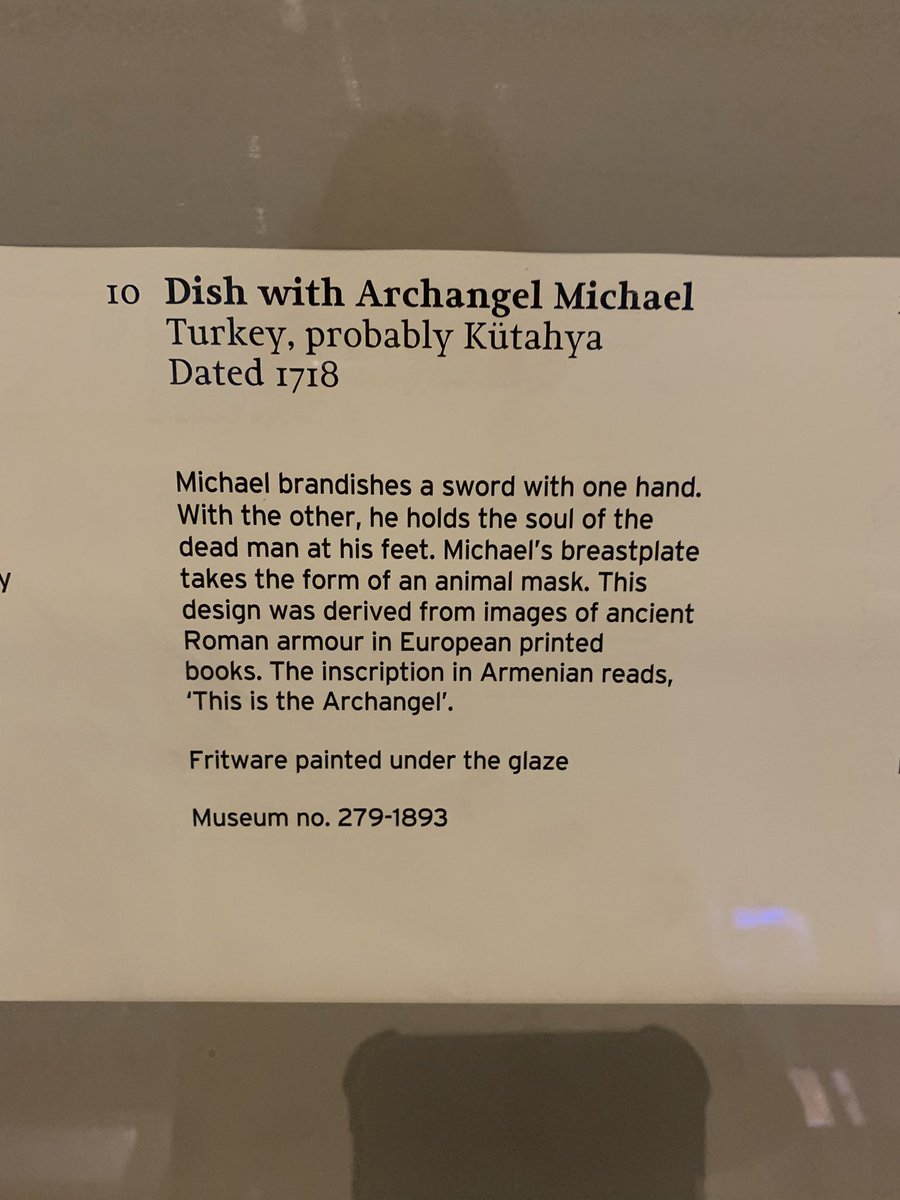 10 Dish with Archangel Michael
Turkey, probably Kütahya
Dated 1718
Michael brandishes a sword with one hand.
With the other, he holds the soul of the
dead man at his feet. Michael's breastplate
takes the form of an animal mask. This
design was derived from images of ancient
Roman armour in European printed
books. The inscription in Armenian reads,
'This is the Archangel'.
Fritware painted under the glaze
Museum no. 279-1893